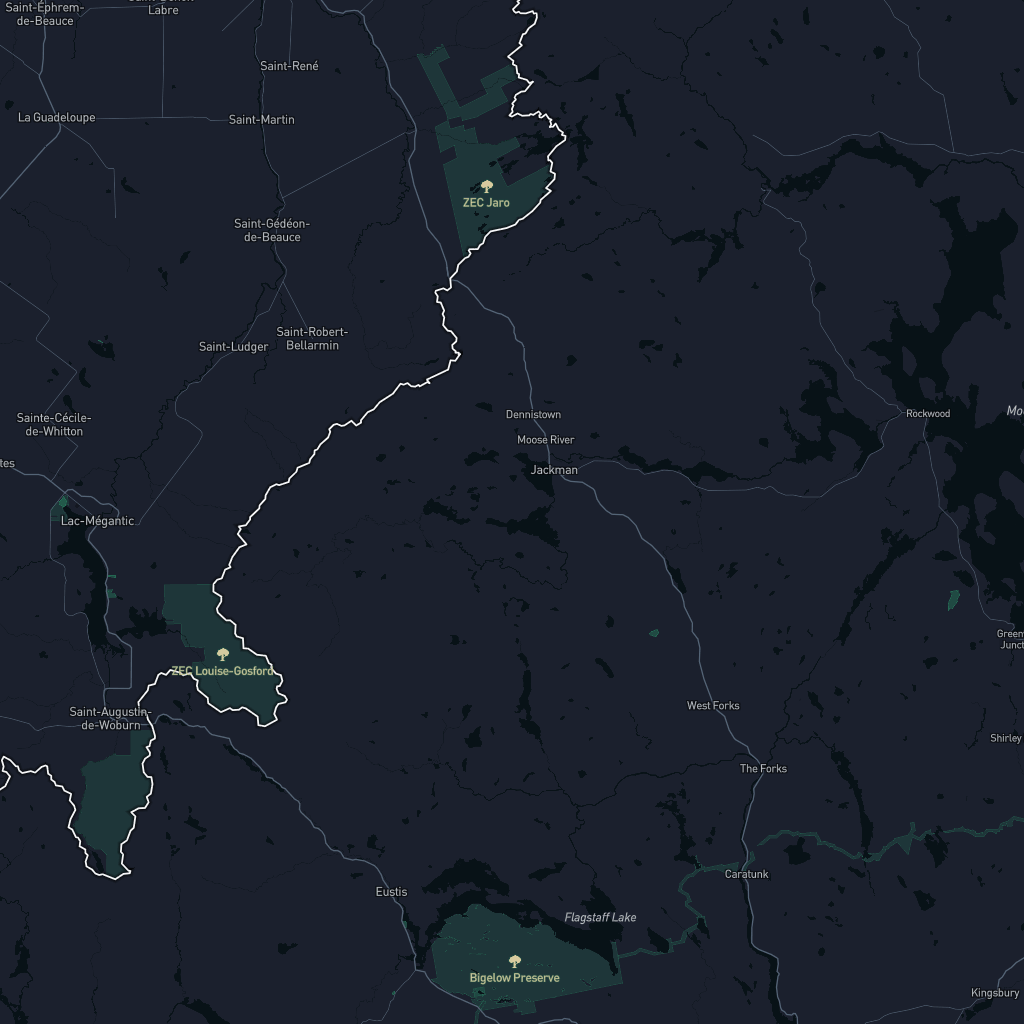 Saint-Éphrem-
de-Beauce
Labre
Saint-René
La Guadeloupe
Saint-Martin
ZEC Jaro
Saint-Gédéon-
de-Beauce
Saint-Robert-
Bellarmin
Saint-Ludger
Sainte-Cécile-
de-Whitton
Dennistown
Rockwood
Moose River
Jackman
Lac-Mégantic
ZEC Louise-Gosford
Saint-Augustin-
de-Woburn
West Forks
Shirley
The Forks
Caratunk
Eustis
Flagstaff Lake
Bigelow Preserve
Kingsbury